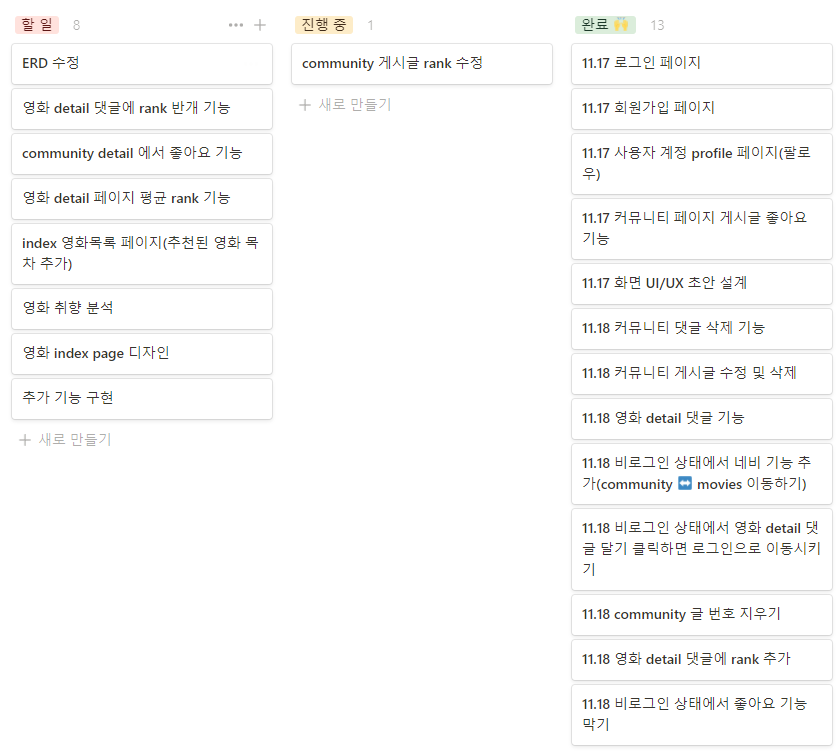 할 일 8 ••• +
ERD 수정
영화 detail 댓글에 rank 반개 기능
community detail 에서 좋아요 기능
영화 detail 페이지 평균 rank 기능
index 영화목록 페이지(추천된 영화 목
차 추가)
영화 취향 분석
영화 index page 디자인
추가 기능 구현
+ 새로 만들기
진행 중 1
community 게시글 rank 수정
+ 새로 만들기
완료 🙌 13
11.17 로그인 페이지
11.17 회원가입 페이지
11.17 사용자 계정 profile 페이지(팔로
우)
11.17 커뮤니티 페이지 게시글 좋아요
기능
11.17 화면 UI/UX 초안 설계
11.18 커뮤니티 댓글 삭제 기능
11.18 커뮤니티 게시글 수정 및 삭제
11.18 영화 detail 댓글 기능
11.18 비로그인 상태에서 네비 기능 추
가(community ↔️ movies 이동하기)
11.18 비로그인 상태에서 영화 detail 댓
글 달기 클릭하면 로그인으로 이동시키
기
11.18 community 글 번호 지우기
11.18 영화 detail 댓글에 rank 추가
11.18 비로그인 상태에서 좋아요 기능
막기